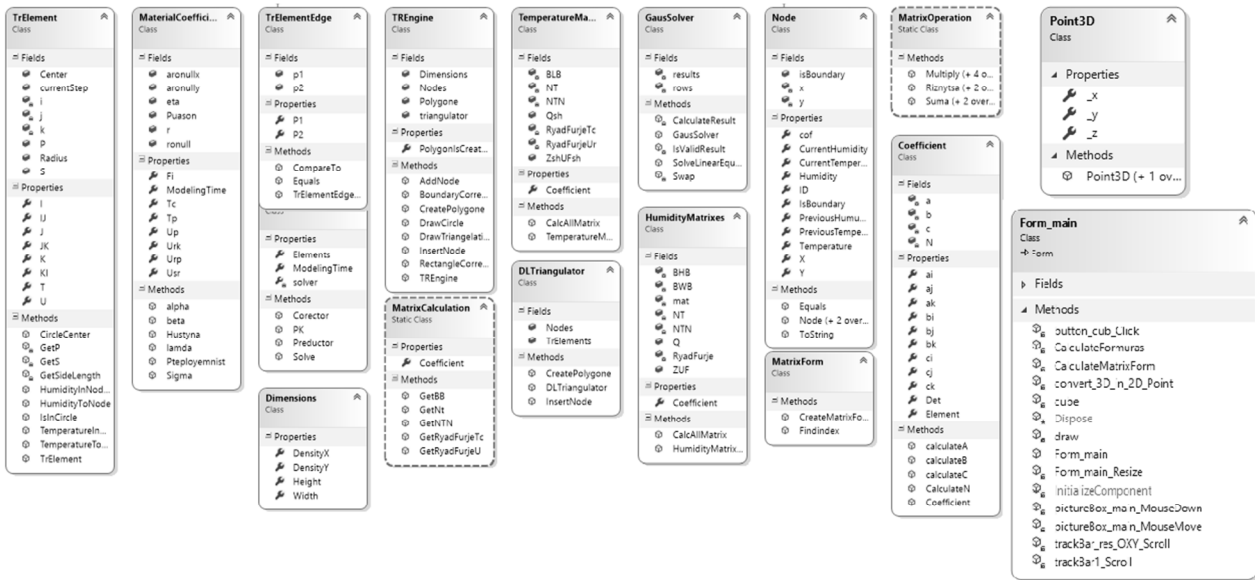 TrElement
Class
Fields
Center
currentStep
i
j
k
P
Radius
S
Properties
I
IJ
J
JK
K
KI
T
U
Methods
CircleCenter
GetP
GetS
GetSideLength
HumidityInNod...
HumidityToNode
IsInCircle
TemperatureIn...
TemperatureTo...
TrElement
MaterialCoeffici...
Class
Fields
aronullx
aronully
eta
Puason
r
ronull
Properties
Fi
ModelingTime
Tc
Tp
Up
Urk
Urp
Usr
Methods
alpha
beta
Hustyna
lamda
Pteployemnist
Sigma
TrElementEdge
Class
Fields
p1
p2
Properties
P1
P2
Methods
CompareTo
Equals
TrElementEdge...
Class
Properties
Elements
ModelingTime
solver
Methods
Corector
PK
Preductor
Solve
Dimensions
Class
Properties
DensityX
DensityY
Height
Width
TREngine
Class
Fields
Dimensions
Nodes
Polygone
triangulator
Properties
PolygonIsCreat...
Methods
AddNode
BoundaryCorre...
CreatePolygone
DrawCircle
DrawTriangelati...
InsertNode
RectangleCorre...
TREngine
MatrixCalculation
Static Class
Properties
Coefficient
Methods
GetBB
GetNt
GetNTN
GetRyadFurjeTc
GetRyadFurjeU
TemperatureMa...
Class
Fields
BLB
NT
NTN
Qsh
RyadFurjeTc
RyadFurjeUr
ZshUFsh
Properties
Coefficient
Methods
CalcAllMatrix
TemperatureM...
DLTriangulator
Class
Fields
Nodes
TrElements
Methods
CreatePolygone
DLTriangulator
InsertNode
GausSolver
Class
Fields
results
rows
Methods
CalculateResult
GausSolver
IsValidResult
SolveLinearEqu...
Swap
HumidityMatrixes
Class
Fields
BHB
BWB
mat
NT
NTN
Q
RyadFurje
ZUF
Properties
Coefficient
Methods
CalcAllMatrix
HumidityMatrix...
Node
Class
Fields
isBoundary
x
y
Properties
cof
CurrentHumidity
CurrentTemper...
Humidity
ID
IsBoundary
PreviousHumu...
PreviousTempe...
Temperature
X
Y
Methods
Equals
Node (+ 2 over...
ToString
MatrixForm
Class
Methods
CreateMatrixFo...
Findindex
MatrixOperation
Static Class
Methods
Multiply (+ 4 o...
Riznytsa (+ 2 o...
Suma (+ 2 over...
Coefficient
Class
Fields
a
b
c
N
Properties
ai
aj
ak
bi
bj
bk
ci
cj
ck
Det
Element
Methods
calculateA
calculateB
calculateC
CalculateN
Coefficient
Point3D
Class
Properties
_x
_y
_z
Methods
Point3D (+ 1 ov...
Form_main
Class
Form
Fields
Methods
button_cub_Click
CalculateFormuras
CalculateMatrixForm
convert_3D_in_2D_Point
cube
Dispose
draw
Form_main
Form_main_Resize
InitializeComponent
pictureBox_main_MouseDown
pictureBox_main_MouseMove
trackBar_res_OXY_Scroll
trackBar1_Scroll